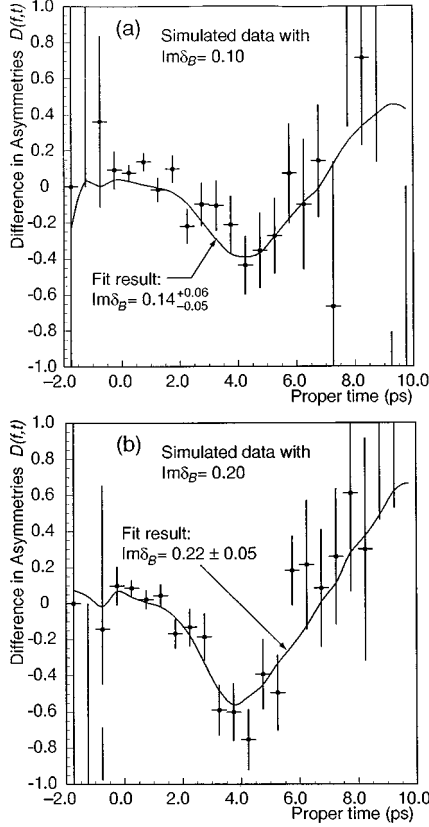 (a)
Simulated data with
Imδ_B= 0.10
Difference in Asymmetries D(f,t)
1.0
0.8
0.6
0.4
0.2
0
-0.2
-0.4
-0.6
-0.8
-1.0
Fit result:
Imδ_B= 0.14 +0.06 -0.05
-2.0 0.0 2.0 4.0 6.0 8.0 10.0
Proper time (ps)
(b)
Simulated data with
Imδ_B= 0.20
Difference in Asymmetries D(f,t)
1.0
0.8
0.6
0.4
0.2
0
-0.2
-0.4
-0.6
-0.8
-1.0
Fit result:
Imδ_B= 0.22 ± 0.05
-2.0 0.0 2.0 4.0 6.0 8.0 10.0
Proper time (ps)